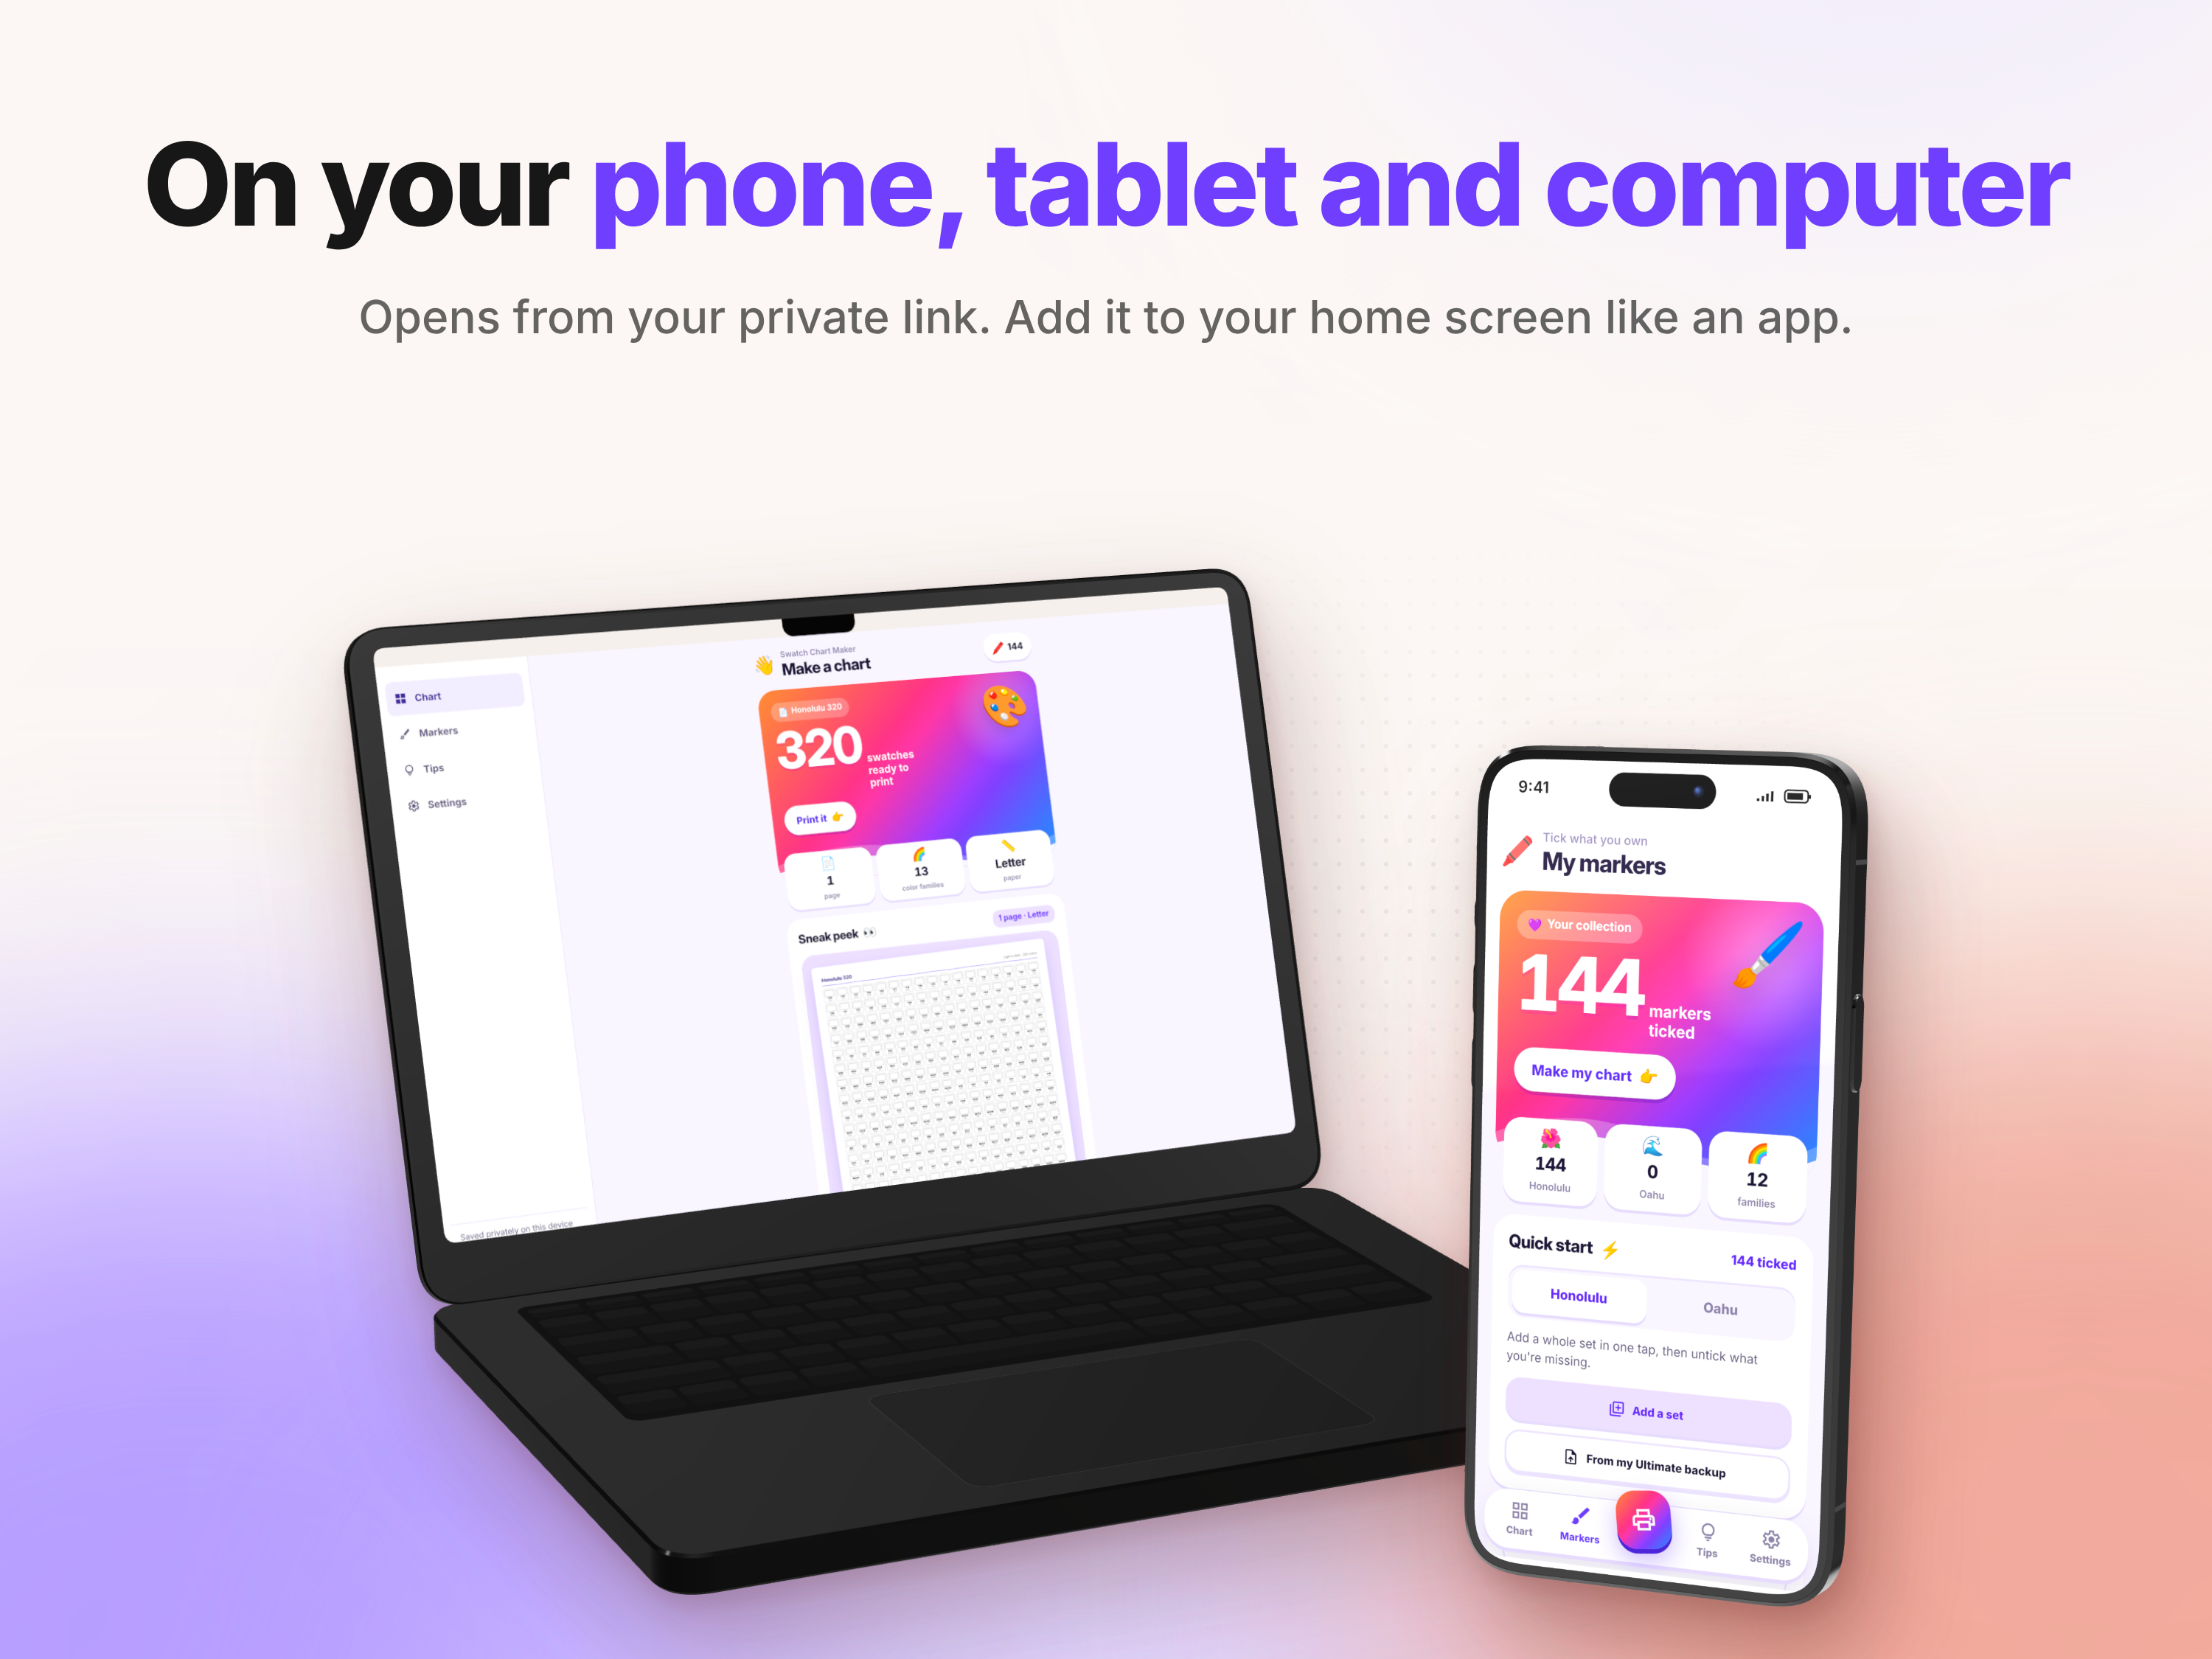 On your phone, tablet and computer
Opens from your private link. Add it to your home screen like an app.
Chart
Markers
Tips
Settings
Saved privately on this device
Swatch Chart Maker
Make a chart
144
Honolulu 320
320 swatches
ready to
print
Print it
1
page
13
color families
Letter
paper
Sneak peek
1 page · Letter
Honolulu 320
9:41
Tick what you own
My markers
Your collection
144 markers
ticked
Make my chart
144
Honolulu
0
Oahu
12
families
Quick start
144 ticked
Honolulu
Oahu
Add a whole set in one tap, then untick what
you're missing.
Add a set
From my Ultimate backup
Chart
Markers
Tips
Settings